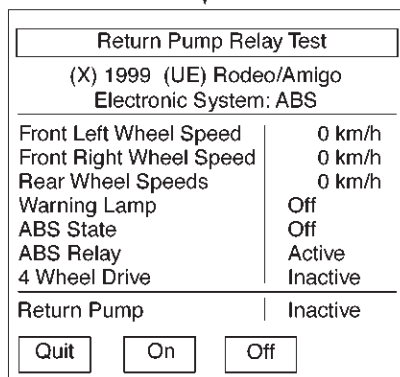 Return Pump Relay Test
(X) 1999 (UE) Rodeo/Amigo
Electronic System: ABS
Front Left Wheel Speed 0 km/h
Front Right Wheel Speed 0 km/h
Rear Wheel Speeds 0 km/h
Warning Lamp Off
ABS State Off
ABS Relay Active
4 Wheel Drive Inactive
Return Pump Inactive
Quit On Off